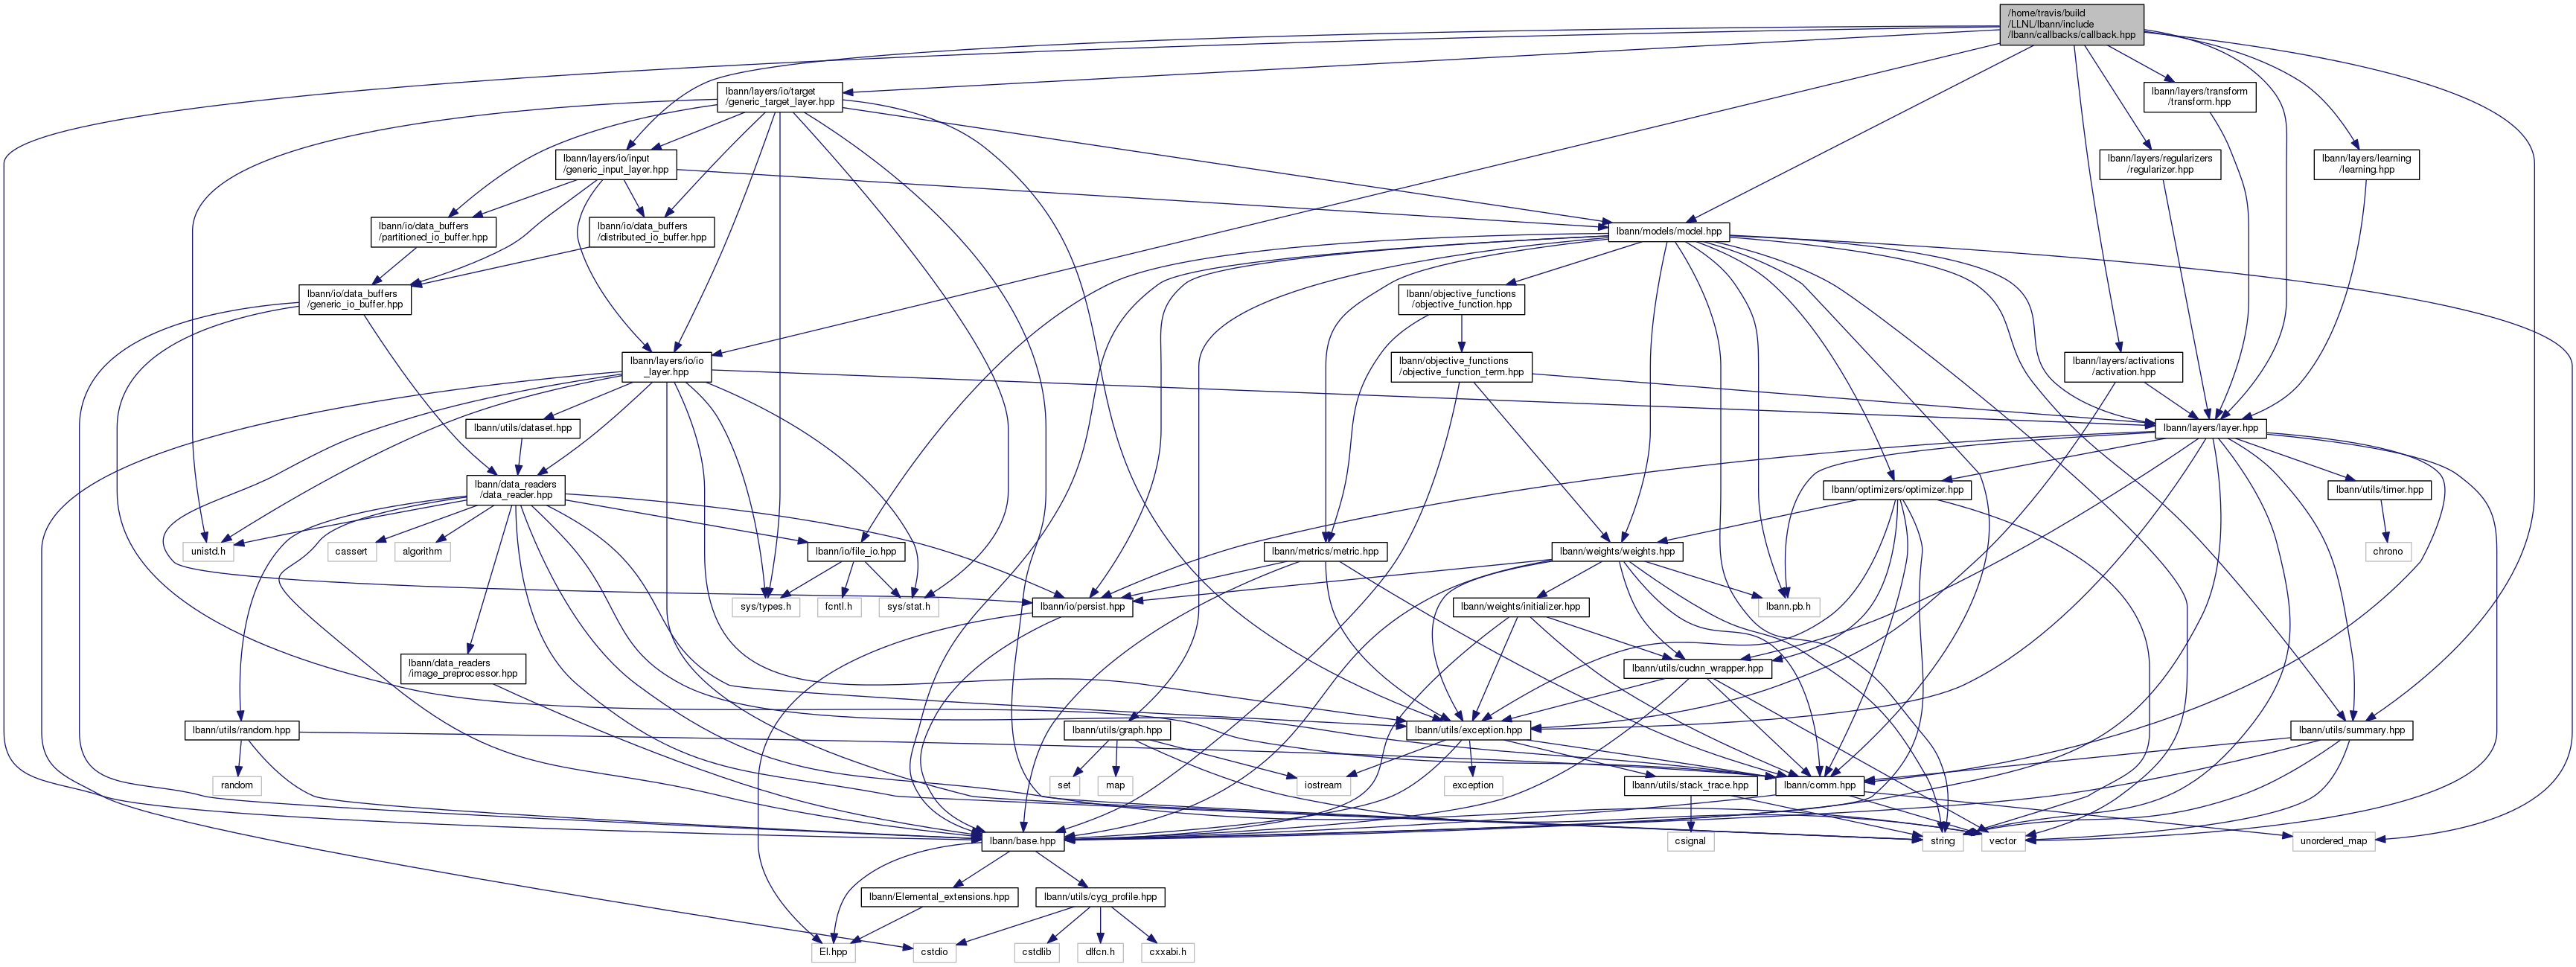 /home/travis/build
/LLNL/lbann/include
/lbann/callbacks/callback.hpp
lbann/layers/io/target
/generic_target_layer.hpp
lbann/layers/transform
/transform.hpp
lbann/layers/io/input
/generic_input_layer.hpp
lbann/layers/regularizers
/regularizer.hpp
lbann/layers/learning
/learning.hpp
lbann/io/data_buffers
/partitioned_io_buffer.hpp
lbann/io/data_buffers
/distributed_io_buffer.hpp
lbann/models/model.hpp
lbann/io/data_buffers
/generic_io_buffer.hpp
lbann/objective_functions
/objective_function.hpp
lbann/layers/io/io
_layer.hpp
lbann/objective_functions
/objective_function_term.hpp
lbann/layers/activations
/activation.hpp
lbann/utils/dataset.hpp
lbann/layers/layer.hpp
lbann/data_readers
/data_reader.hpp
lbann/optimizers/optimizer.hpp
lbann/utils/timer.hpp
unistd.h
cassert
algorithm
lbann/io/file_io.hpp
lbann/metrics/metric.hpp
lbann/weights/weights.hpp
chrono
sys/types.h
fcntl.h
sys/stat.h
lbann/io/persist.hpp
lbann/weights/initializer.hpp
lbann.pb.h
lbann/data_readers
/image_preprocessor.hpp
lbann/utils/cudnn_wrapper.hpp
lbann/utils/random.hpp
lbann/utils/graph.hpp
lbann/utils/exception.hpp
lbann/utils/summary.hpp
random
set
map
iostream
exception
lbann/utils/stack_trace.hpp
lbann/comm.hpp
lbann/base.hpp
csignal
string
vector
unordered_map
lbann/Elemental_extensions.hpp
lbann/utils/cyg_profile.hpp
El.hpp
cstdio
cstdlib
dlfcn.h
cxxabi.h